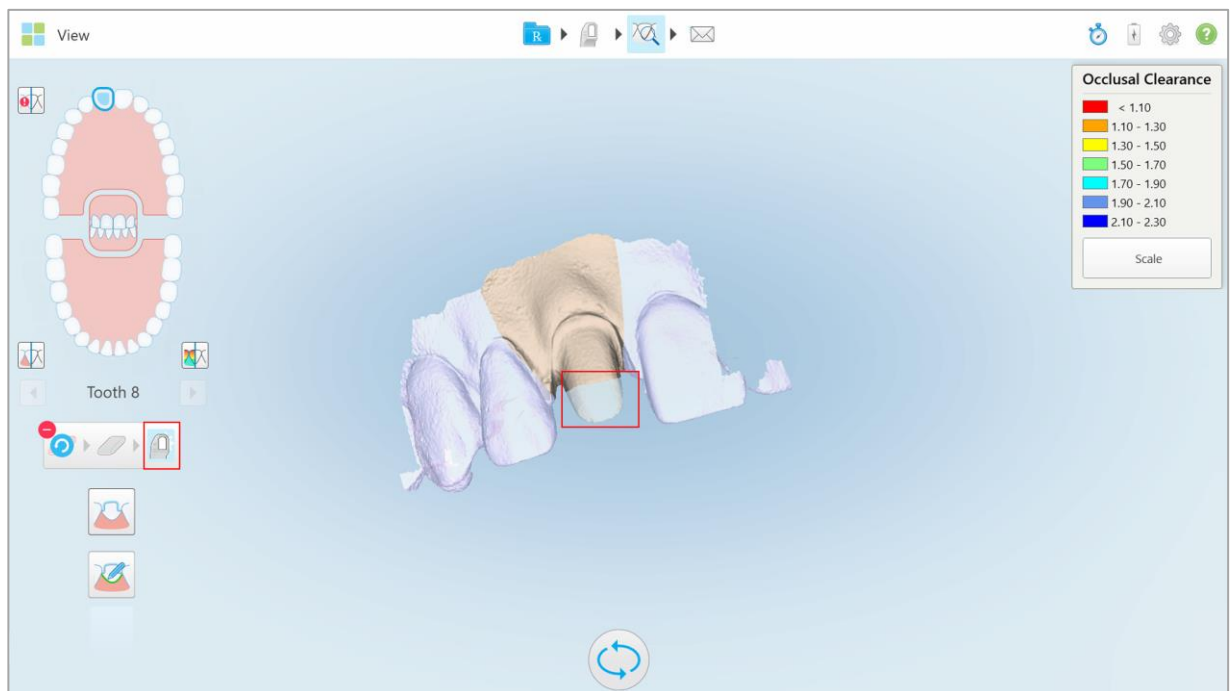 View
R
Occlusal Clearance
< 1.10
1.10 - 1.30
1.30 - 1.50
1.50 - 1.70
1.70 - 1.90
1.90 - 2.10
2.10 - 2.30
Scale
Tooth 8